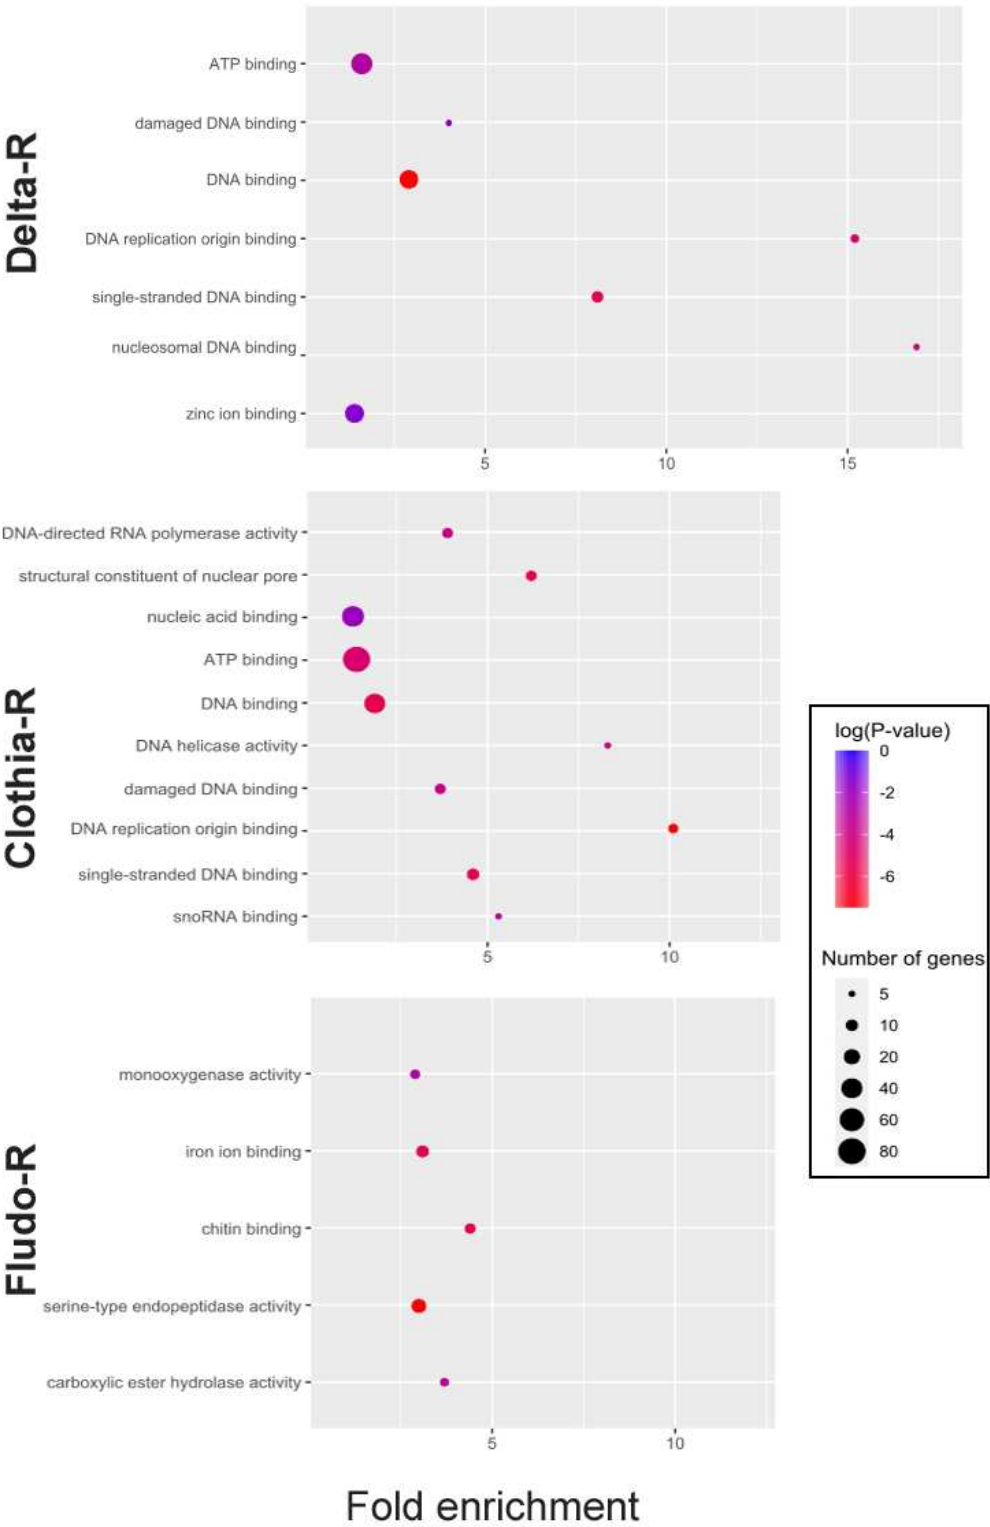 Delta-R
ATP binding
damaged DNA binding
DNA binding
DNA replication origin binding
single-stranded DNA binding
nucleosomal DNA binding
zinc ion binding
5 10 15
Clothia-R
DNA-directed RNA polymerase activity
structural constituent of nuclear pore
nucleic acid binding
ATP binding
DNA binding
DNA helicase activity
damaged DNA binding
DNA replication origin binding
single-stranded DNA binding
snoRNA binding
5 10
log(P-value)
0
-2
-4
-6
Number of genes
5
10
20
40
60
80
Fludo-R
monooxygenase activity
iron ion binding
chitin binding
serine-type endopeptidase activity
carboxylic ester hydrolase activity
5 10
Fold enrichment